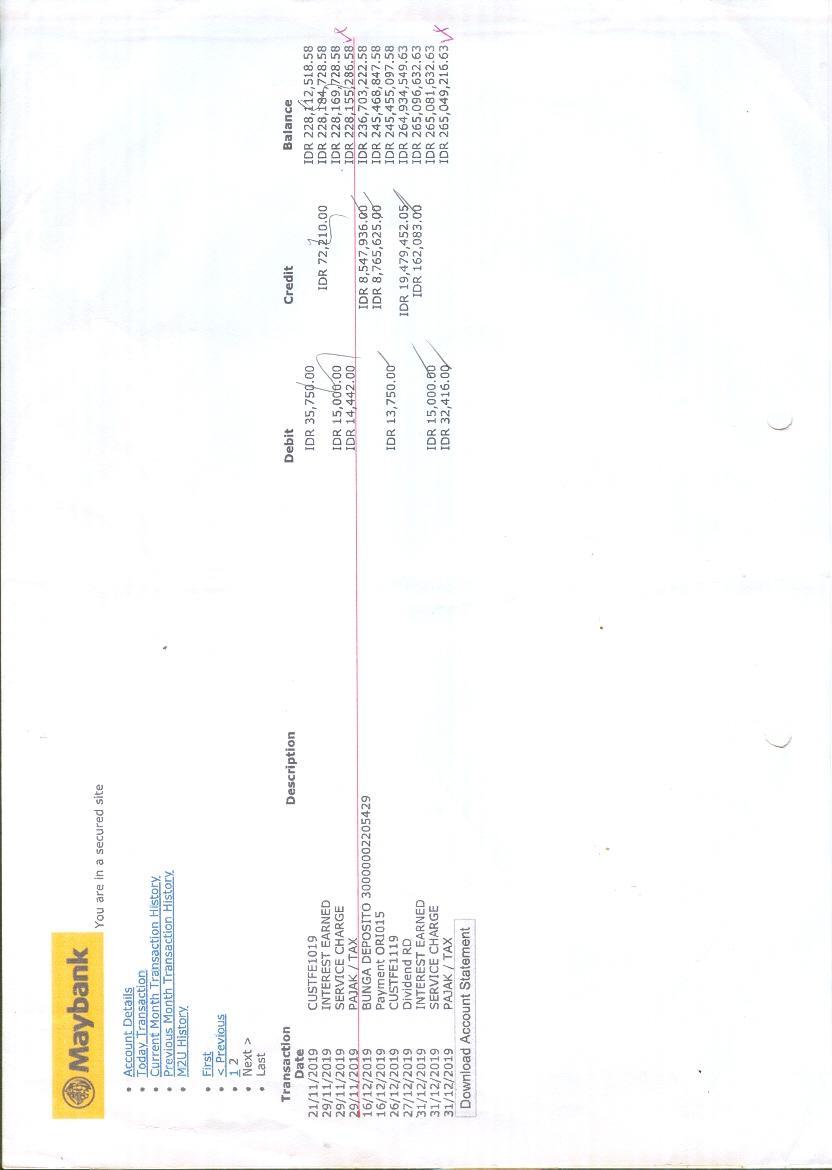 Maybank
You are in a secured site
Account Details
Today Transaction
Current Month Transaction History
Previous Month Transaction History
M2U History
First
< Previous
1 2
Next >
Last
Transaction Date Description Debit Credit Balance
21/11/2019 CUSTFE1019 IDR 35,750.00 IDR 228,112,518.58
29/11/2019 INTEREST EARNED IDR 72,210.00 IDR 228,184,728.58
29/11/2019 SERVICE CHARGE IDR 15,000.00 IDR 228,169,728.58
29/11/2019 PAJAK / TAX IDR 14,442.00 IDR 228,155,286.58
16/12/2019 BUNGA DEPOSITO 30000002205429 IDR 8,547,936.00 IDR 236,703,222.58
16/12/2019 Payment ORI015 IDR 8,765,625.00 IDR 245,468,847.58
26/12/2019 CUSTFE1119 IDR 13,750.00 IDR 245,455,097.58
27/12/2019 Dividend RD IDR 19,479,452.05 IDR 264,934,549.63
31/12/2019 INTEREST EARNED IDR 162,083.00 IDR 265,096,632.63
31/12/2019 SERVICE CHARGE IDR 15,000.00 IDR 265,081,632.63
31/12/2019 PAJAK / TAX IDR 32,416.00 IDR 265,049,216.63
Download Account Statement